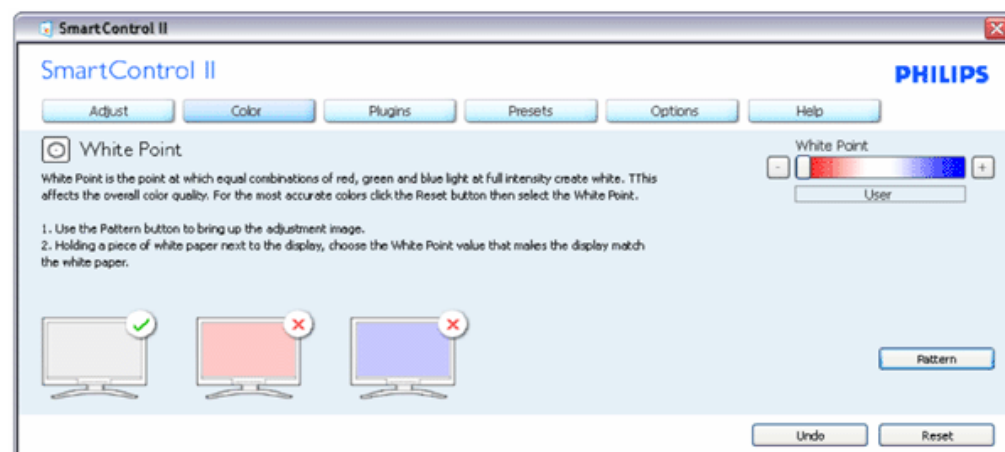 SmartControl II
SmartControl II
PHILIPS
Adjust
Color
Plugins
Presets
Options
Help
White Point
White Point is the point at which equal combinations of red, green and blue light at full intensity create white. TThis
affects the overall color quality. For the most accurate colors click the Reset button then select the White Point.
1. Use the Pattern button to bring up the adjustment image.
2. Holding a piece of white paper next to the display, choose the White Point value that makes the display match
the white paper.
White Point
-
+
User
Pattern
Undo
Reset